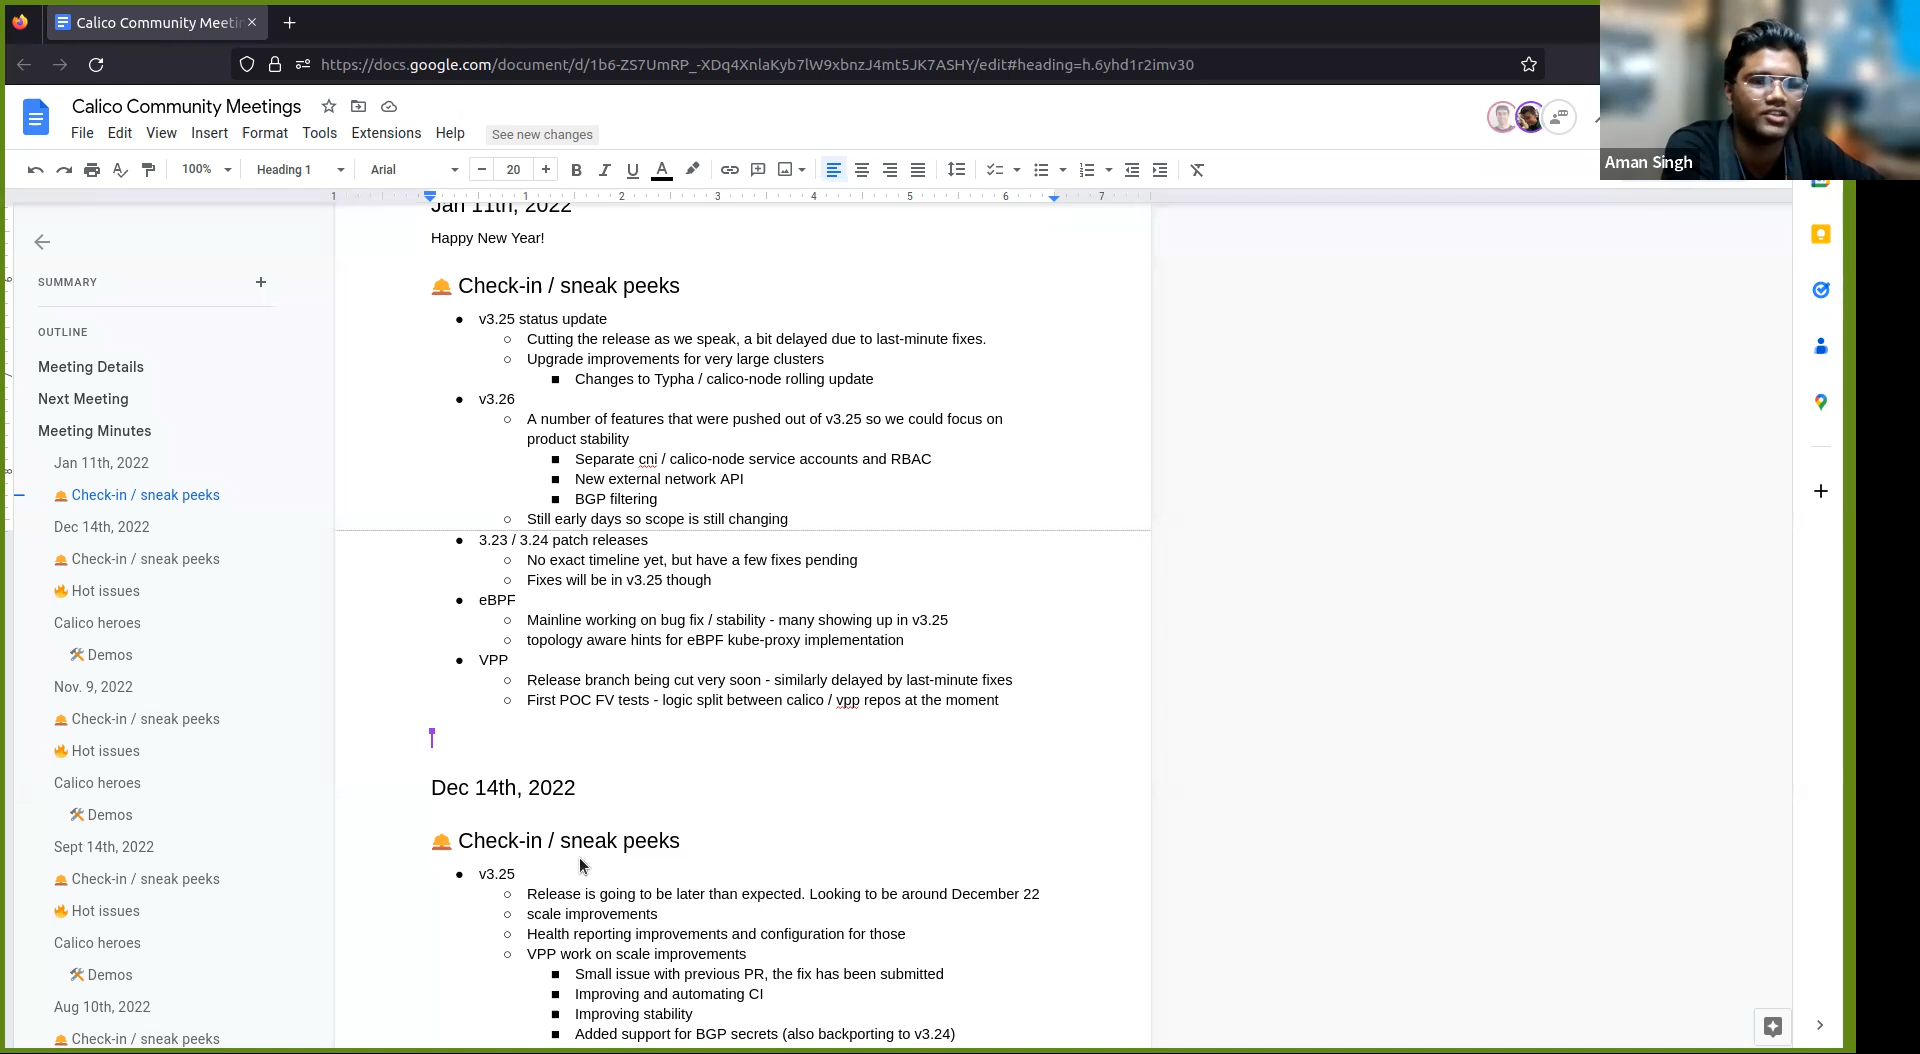 Calico Community Meetin
https://docs.google.com/document/d/1b6-ZS7UmRP_-XDq4XnlaKyb7lW9xbnzJ4mt5JK7ASHY/edit#heading=h.6yhd1r2imv30
Aman Singh
Calico Community Meetings
File Edit View Insert Format Tools Extensions Help See new changes
100% Heading 1 Arial 20
1 1 2 3 4 5 6 7
SUMMARY
OUTLINE
Meeting Details
Next Meeting
Meeting Minutes
Jan 11th, 2022
Check-in / sneak peeks
Dec 14th, 2022
Check-in / sneak peeks
🔥 Hot issues
Calico heroes
🛠 Demos
Nov. 9, 2022
Check-in / sneak peeks
🔥 Hot issues
Calico heroes
🛠 Demos
Sept 14th, 2022
Check-in / sneak peeks
🔥 Hot issues
Calico heroes
🛠 Demos
Aug 10th, 2022
Check-in / sneak peeks
Jan 11th, 2022
Happy New Year!
🛎 Check-in / sneak peeks
● v3.25 status update
○ Cutting the release as we speak, a bit delayed due to last-minute fixes.
○ Upgrade improvements for very large clusters
■ Changes to Typha / calico-node rolling update
● v3.26
○ A number of features that were pushed out of v3.25 so we could focus on
product stability
■ Separate cni / calico-node service accounts and RBAC
■ New external network API
■ BGP filtering
○ Still early days so scope is still changing
● 3.23 / 3.24 patch releases
○ No exact timeline yet, but have a few fixes pending
○ Fixes will be in v3.25 though
● eBPF
○ Mainline working on bug fix / stability - many showing up in v3.25
○ topology aware hints for eBPF kube-proxy implementation
● VPP
○ Release branch being cut very soon - similarly delayed by last-minute fixes
○ First POC FV tests - logic split between calico / vpp repos at the moment
Dec 14th, 2022
🛎 Check-in / sneak peeks
● v3.25
○ Release is going to be later than expected. Looking to be around December 22
○ scale improvements
○ Health reporting improvements and configuration for those
○ VPP work on scale improvements
■ Small issue with previous PR, the fix has been submitted
■ Improving and automating CI
■ Improving stability
■ Added support for BGP secrets (also backporting to v3.24)